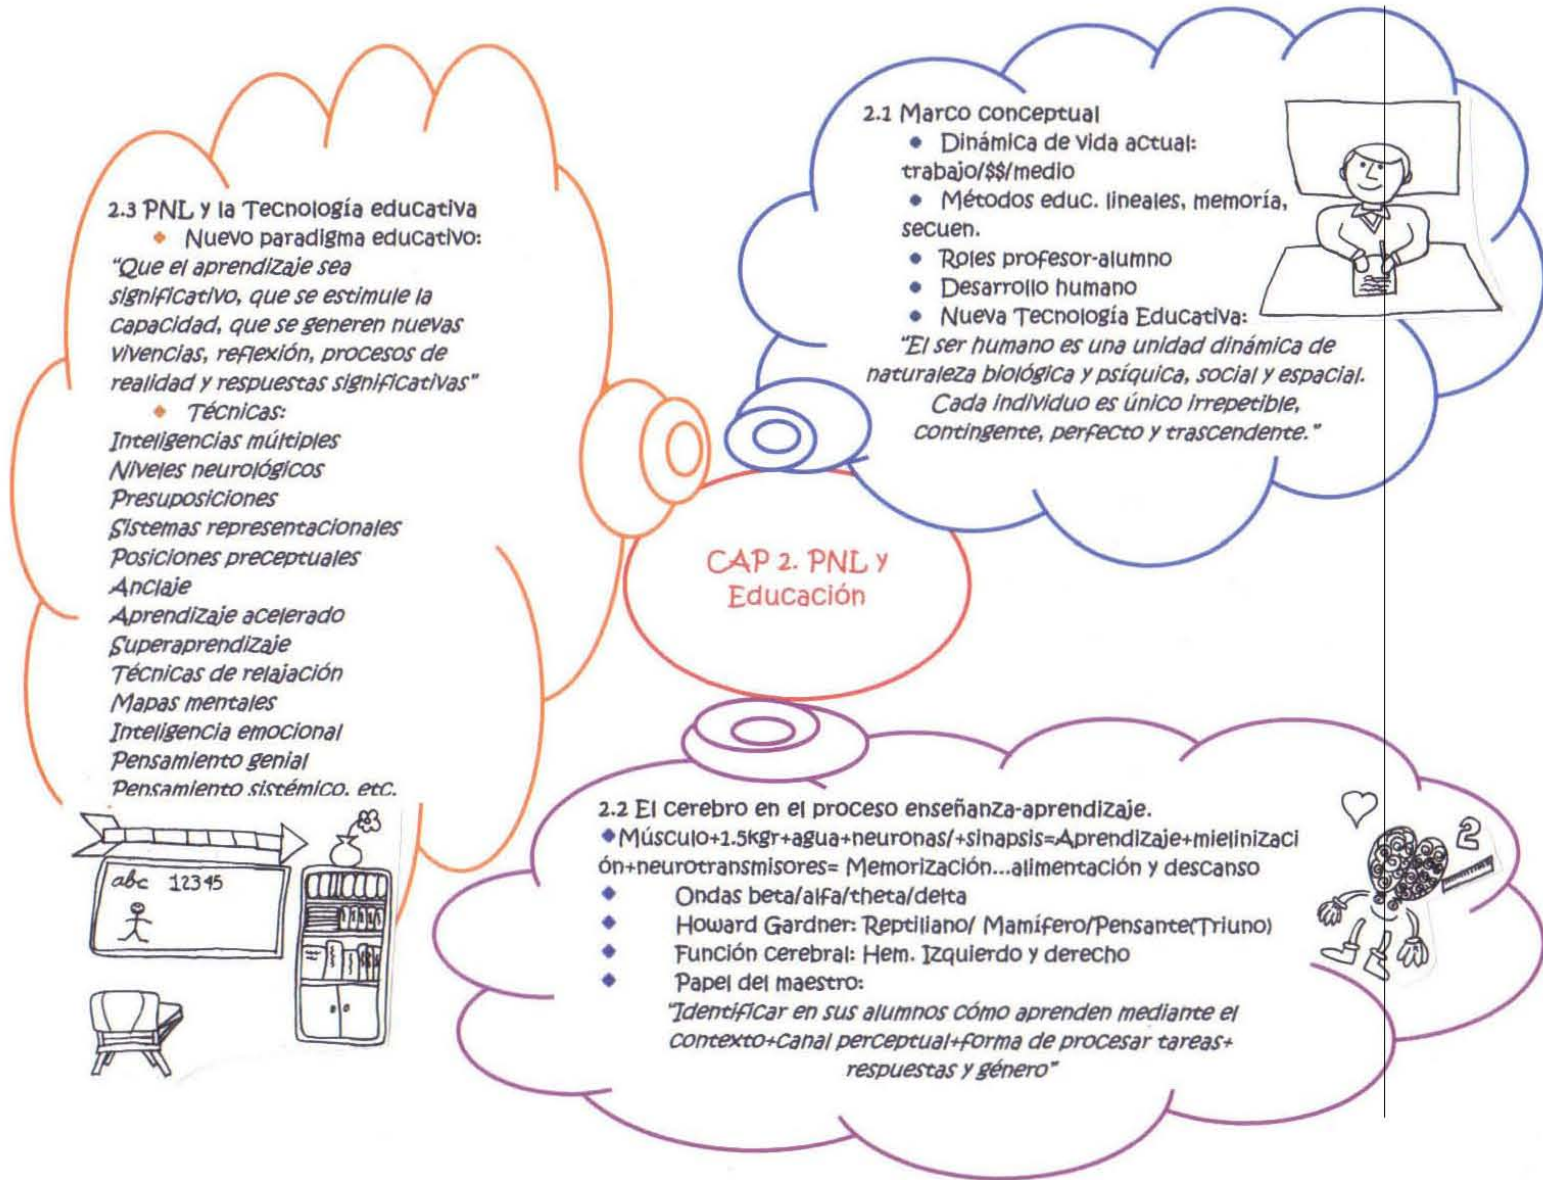 CAP 2. PNL y
Educación
2.1 Marco conceptual
• Dinámica de vida actual:
trabajo/$$/medio
• Métodos educ. lineales, memoría,
secuen.
• Roles profesor-alumno
• Desarrollo humano
• Nueva Tecnología Educativa:
"El ser humano es una unidad dinámica de
naturaleza biológica y psíquica, social y espacial.
Cada individuo es único irrepetible,
contingente, perfecto y trascendente."
2.2 El cerebro en el proceso enseñanza-aprendizaje.
◆Músculo+1.5kgr+agua+neuronas/+sinapsis=Aprendizaje+mielinizaci
ón+neurotransmisores= Memorización...alimentación y descanso
◆ Ondas beta/alfa/theta/delta
◆ Howard Gardner: Reptiliano/ Mamífero/Pensante(Triuno)
◆ Función cerebral: Hem. Izquierdo y derecho
◆ Papel del maestro:
"Identificar en sus alumnos cómo aprenden mediante el
contexto+canal perceptual+forma de procesar tareas+
respuestas y género"
2
2.3 PNL y la Tecnología educativa
◆ Nuevo paradigma educativo:
"Que el aprendizaje sea
significativo, que se estimule la
capacidad, que se generen nuevas
vivencias, reflexión, procesos de
realidad y respuestas significativas"
◆ Técnicas:
Inteligencias múltiples
Niveles neurológicos
Presuposiciones
Sistemas representacionales
Posiciones preceptuales
Anclaje
Aprendizaje acelerado
Superaprendizaje
Técnicas de relajación
Mapas mentales
Inteligencia emocional
Pensamiento genial
Pensamiento sistémico. etc.
abc 12345